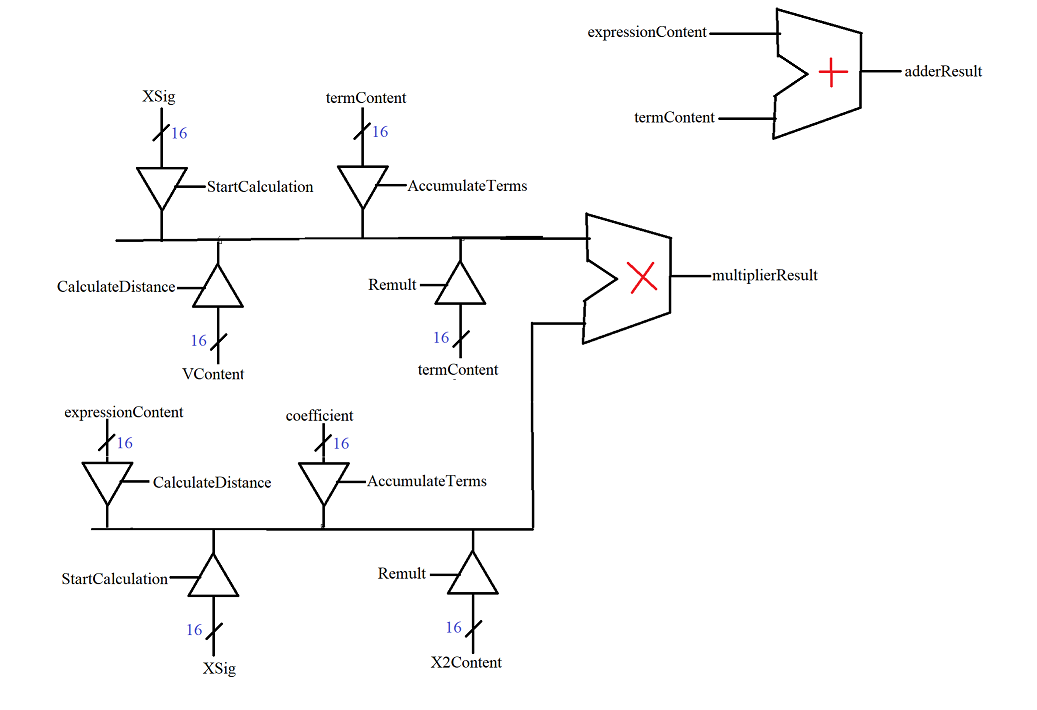 expressionContent
adderResult
termContent
XSig
termContent
16
16
StartCalculation
AccumulateTerms
CalculateDistance
Remult
multiplierResult
16
16
VContent
termContent
expressionContent
coefficient
16
16
CalculateDistance
AccumulateTerms
StartCalculation
Remult
16
16
XSig
X2Content